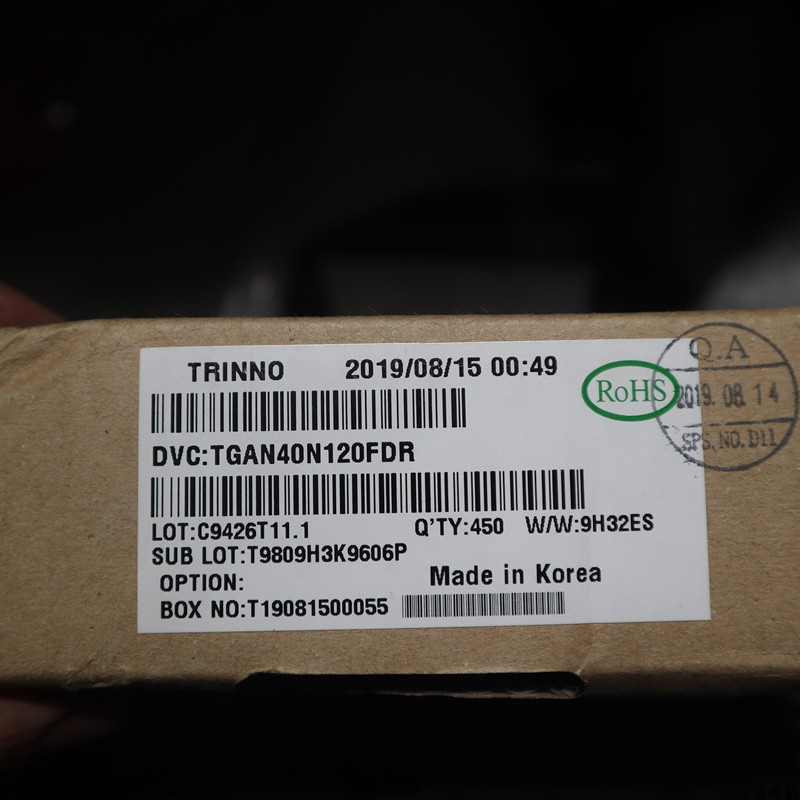 TRINNO 2019/08/15 00:49
RoHS
Q.A
2019. 08. 14
SPS. NO. D11
DVC:TGAN40N120FDR
LOT:C9426T11.1 Q'TY:450 W/W:9H32ES
SUB LOT:T9809H3K9606P
OPTION: Made in Korea
BOX NO:T19081500055